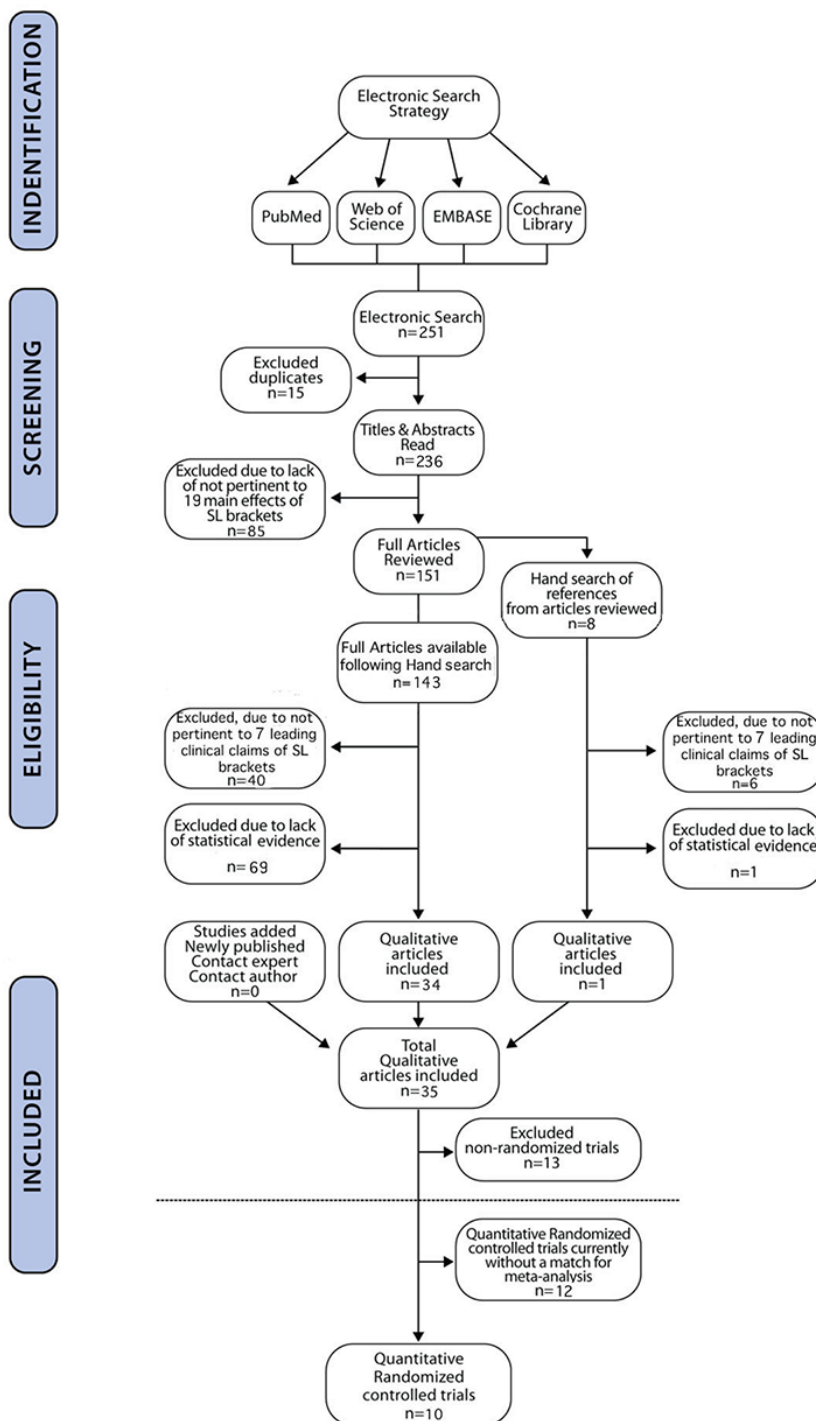 INDENTIFICATION
Electronic Search
Strategy
PubMed
Web of
Science
EMBASE
Cochrane
Library
SCREENING
Electronic Search
n=251
Excluded
duplicates
n=15
Titles & Abstracts
Read
n=236
Excluded due to lack
of not pertinent to
19 main effects of
SL brackets
n=85
Full Articles
Reviewed
n=151
Hand search of
references
from articles reviewed
n=8
ELIGIBILITY
Full Articles available
following Hand search
n=143
Excluded, due to not
pertinent to 7 leading
clinical claims of SL
brackets
n=40
Excluded, due to not
pertinent to 7 leading
clinical claims of SL
brackets
n=6
Excluded due to lack
of statistical evidence
n=69
Excluded due to lack
of statistical evidence
n=1
Studies added
Newly published
Contact expert
Contact author
n=0
Qualitative
articles
included
n=34
Qualitative
articles
included
n=1
INCLUDED
Total
Qualitative
articles included
n=35
Excluded
non-randomized trials
n=13
Quantitative Randomized
controlled trials currently
without a match for
meta-analysis
n=12
Quantitative
Randomized
controlled trials
n=10